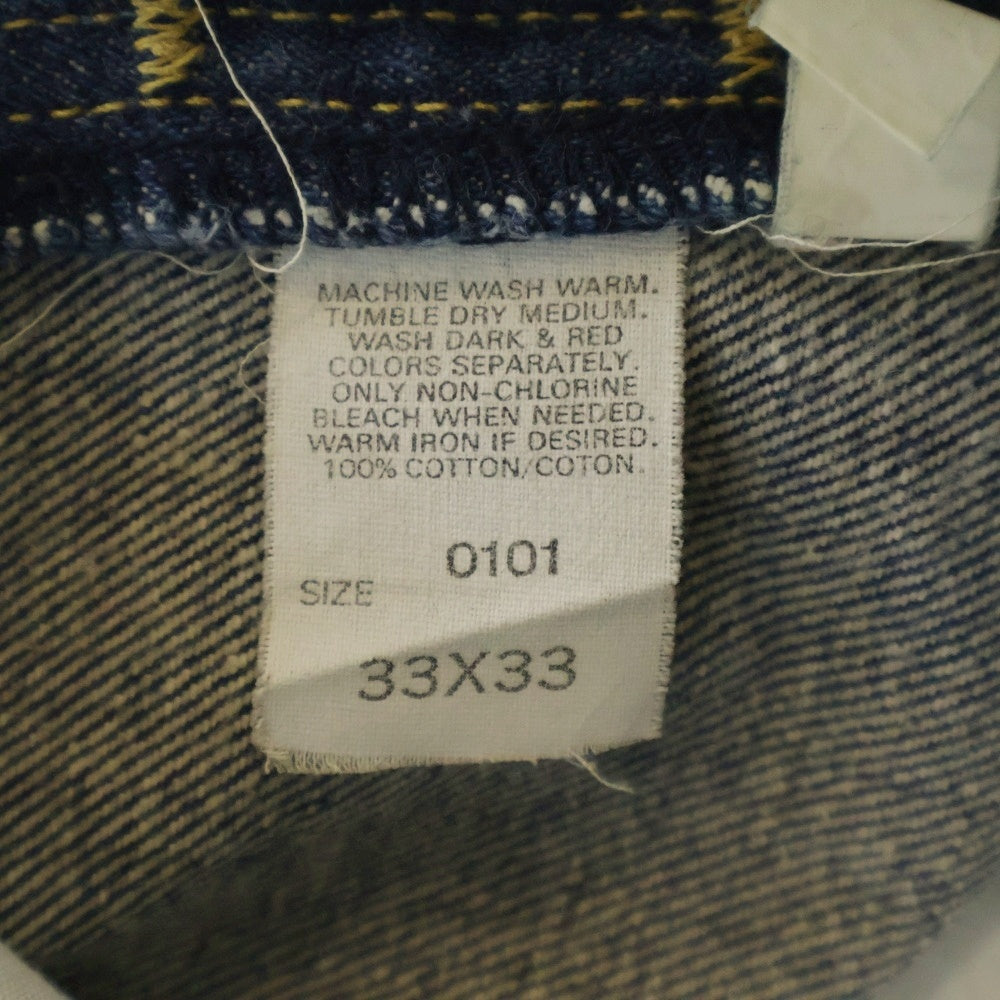 MACHINE WASH WARM.
TUMBLE DRY MEDIUM.
WASH DARK & RED
COLORS SEPARATELY.
ONLY NON-CHLORINE
BLEACH WHEN NEEDED.
WARM IRON IF DESIRED.
100% COTTON/COTON.
0101
SIZE
33X33